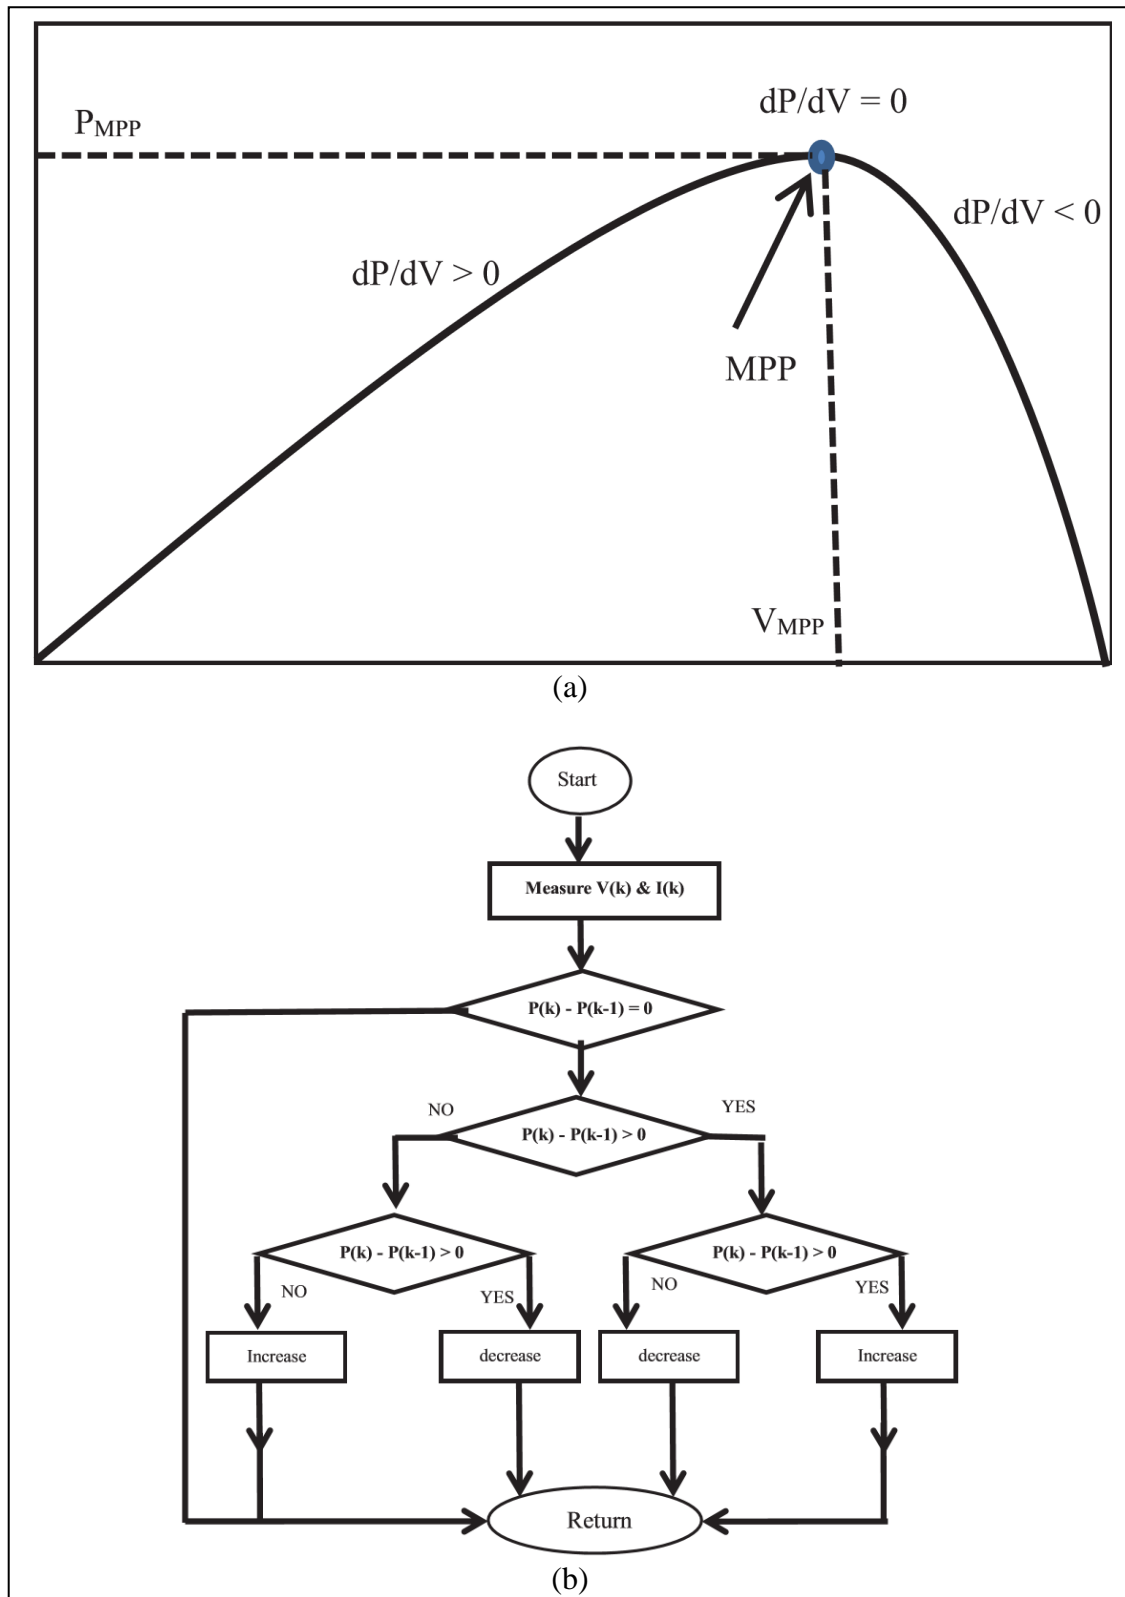 dP/dV = 0
PMPP
dP/dV < 0
dP/dV > 0
MPP
VMPP
(a)
Start
Measure V(k) & I(k)
P(k) - P(k-1) = 0
NO
YES
P(k) - P(k-1) > 0
P(k) - P(k-1) > 0
P(k) - P(k-1) > 0
NO
YES
NO
YES
Increase
decrease
decrease
Increase
Return
(b)